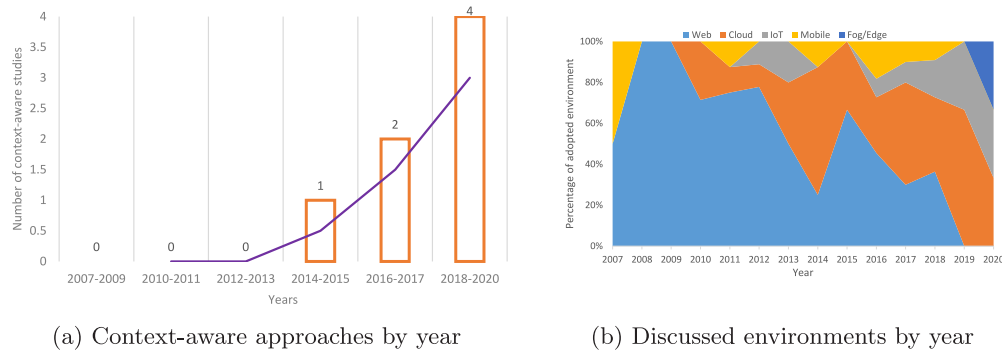 Number of context-aware studies
4
3.5
3
2.5
2
1.5
1
0.5
0
0
0
0
1
2
4
2007-2009 2010-2011 2012-2013 2014-2015 2016-2017 2018-2020
Years
(a) Context-aware approaches by year
Web Cloud IoT Mobile Fog/Edge
Percentage of adopted environment
100%
80%
60%
40%
20%
0%
2007 2008 2009 2010 2011 2012 2013 2014 2015 2016 2017 2018 2019 2020
Year
(b) Discussed environments by year